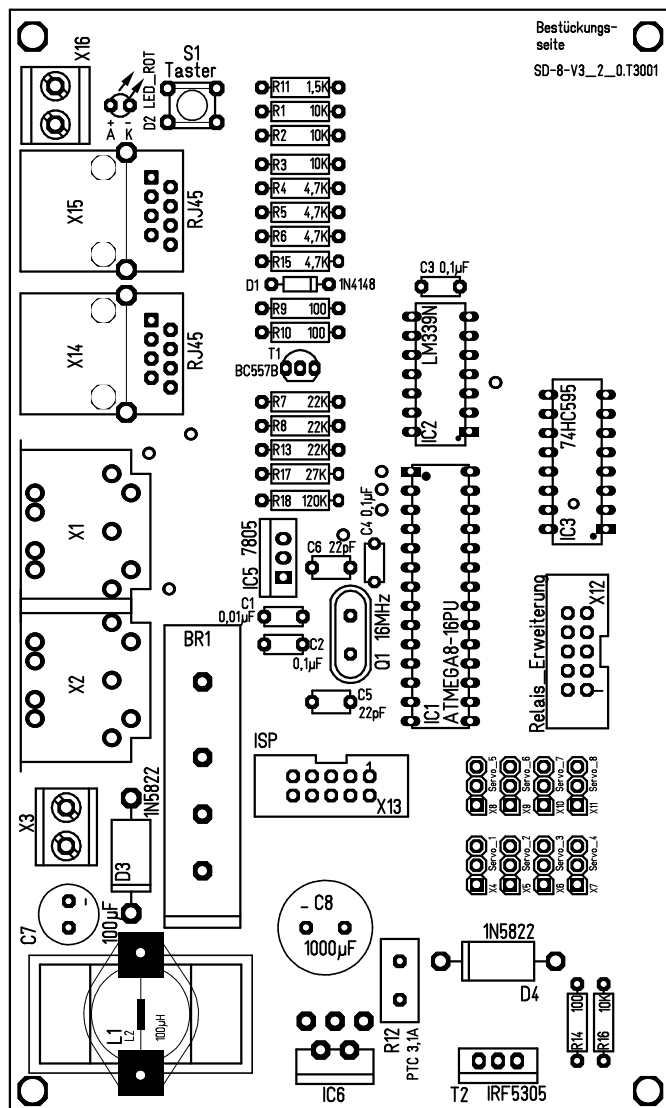 Bestückungs-
seite
SD-8-V3_2_0.T3001
X16
LED_ROT
D2
+ -
A K
S1
Taster
R11 1,5K
R1 10K
R2 10K
R3 10K
R4 4,7K
R5 4,7K
R6 4,7K
R15 4,7K
D1 1N4148
R9 100
R10 100
T1
BC557B
R7 22K
R8 22K
R13 22K
R17 27K
R18 120K
X15
RJ45
X14
RJ45
C3 0,1µF
LM339N
IC2
74HC595
IC3
X1
X2
IC5 7805
C6 22pF
C4 0,1µF
C1
0,01µF
C2
0,1µF
Q1 16MHz
C5
22pF
IC1
ATMEGA8-16PU
Relais_Erweiterung
X12
1
BR1
ISP
1
X13
X3
1N5822
D3
Servo_5
X8
Servo_6
X9
Servo_7
X10
Servo_8
X11
Servo_1
X4
Servo_2
X5
Servo_3
X6
Servo_4
X7
C7
-
100µF
- C8
1000µF
1N5822
D4
L1
L2
100µH
R12
PTC 3,1A
IC6
R14 100
R16 10K
T2 IRF5305